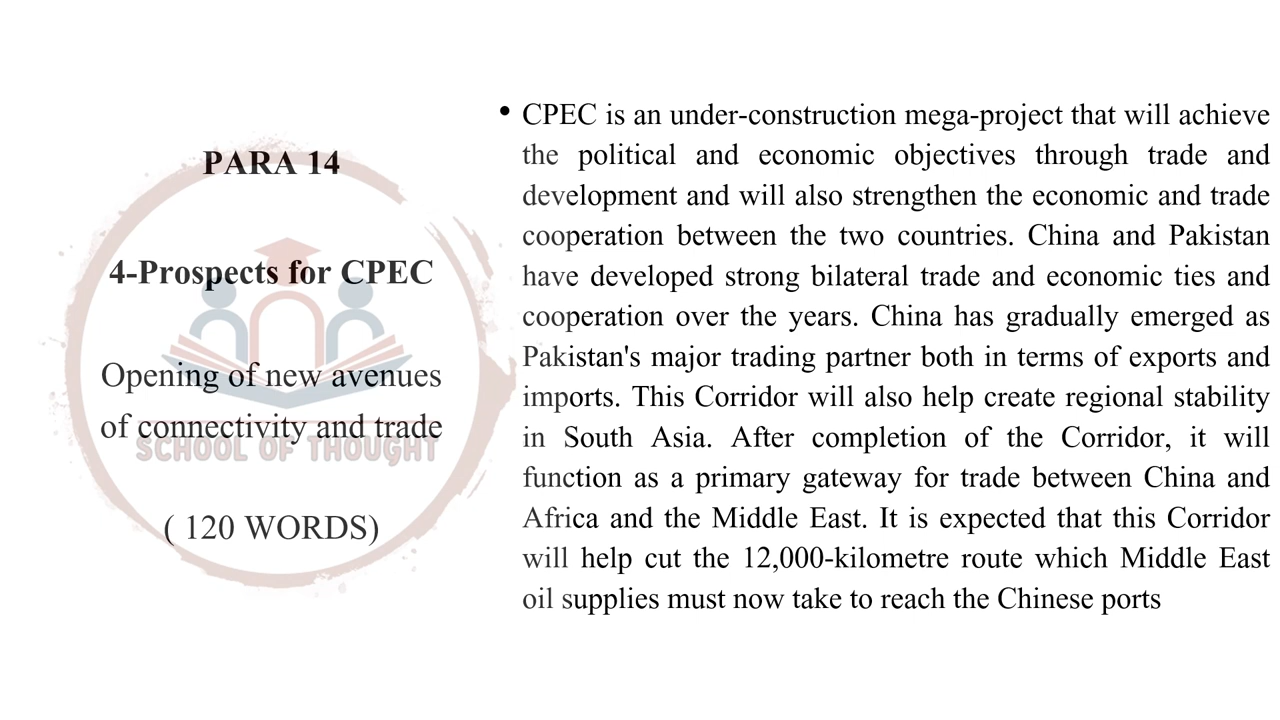 PARA 14
4-Prospects for CPEC
Opening of new avenues
of connectivity and trade
SCHOOL OF THOUGHT
( 120 WORDS)
• CPEC is an under-construction mega-project that will achieve
the political and economic objectives through trade and
development and will also strengthen the economic and trade
cooperation between the two countries. China and Pakistan
have developed strong bilateral trade and economic ties and
cooperation over the years. China has gradually emerged as
Pakistan's major trading partner both in terms of exports and
imports. This Corridor will also help create regional stability
in South Asia. After completion of the Corridor, it will
function as a primary gateway for trade between China and
Africa and the Middle East. It is expected that this Corridor
will help cut the 12,000-kilometre route which Middle East
oil supplies must now take to reach the Chinese ports